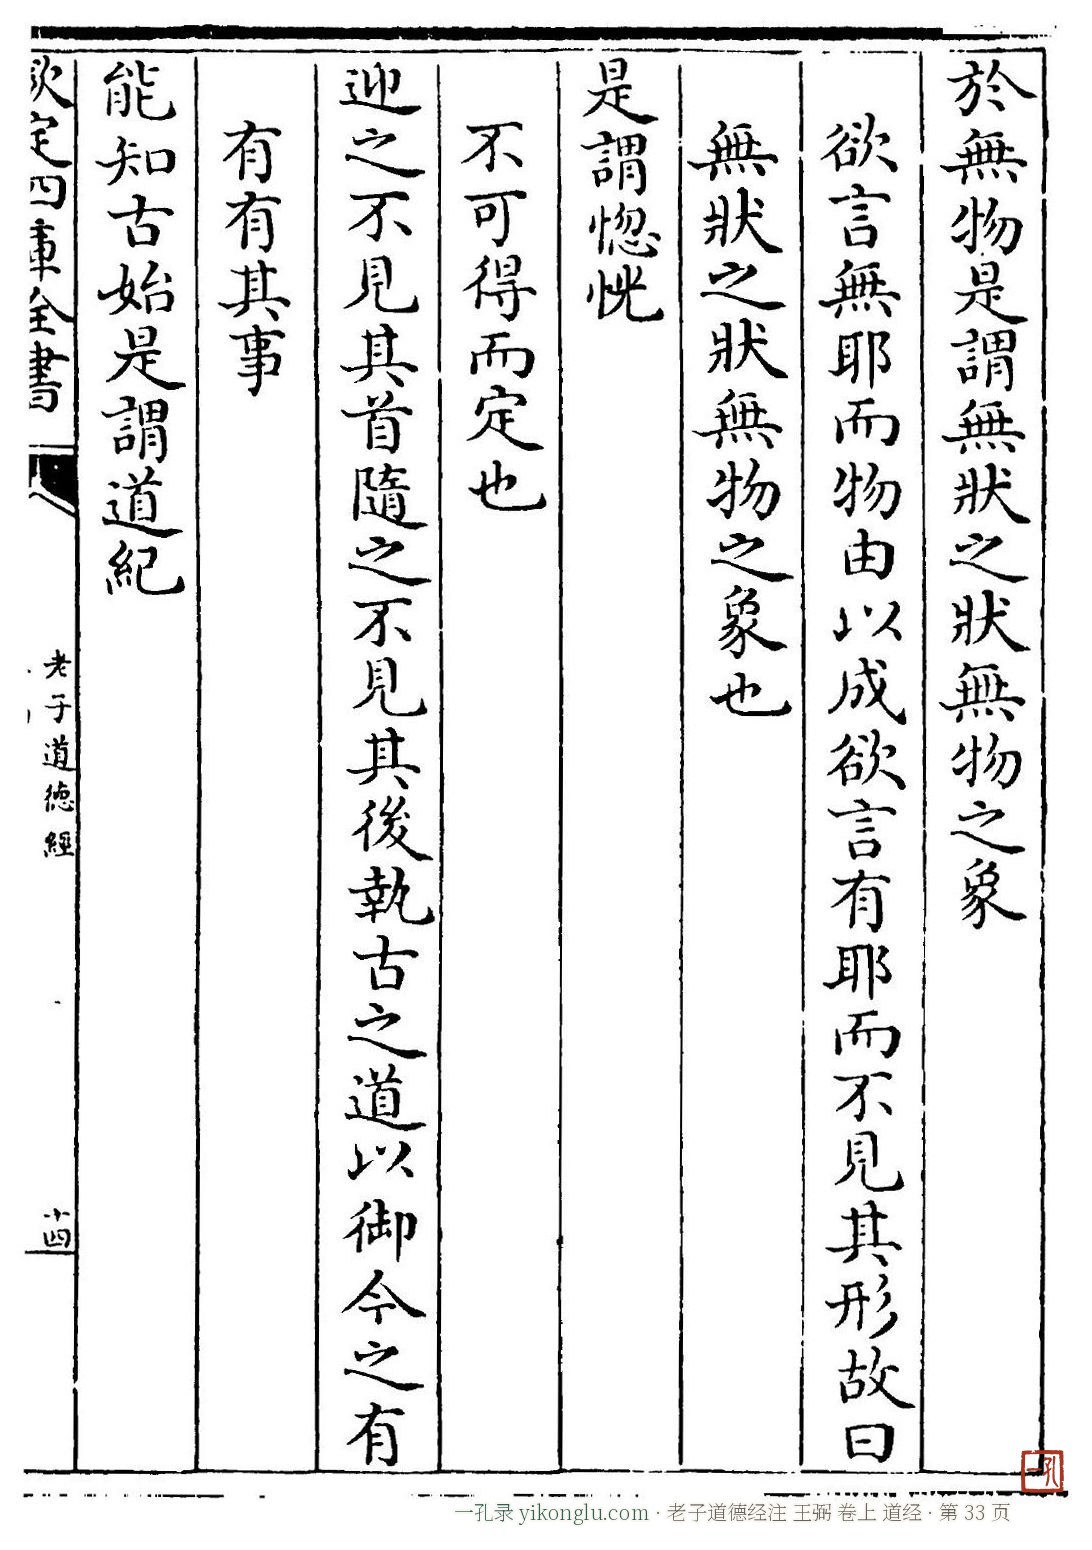 於無物是謂無狀之狀無物之象
欲言無耶而物由以成欲言有耶而不見其形故曰
無狀之狀無物之象也
是謂惚恍
不可得而定也
迎之不見其首隨之不見其後執古之道以御今之有
有有其事
能知古始是謂道紀
欽定四庫全書
老子道德經
十四
一孔录 yikonglu.com · 老子道德经注 王弼 卷上 道经 · 第 33 页